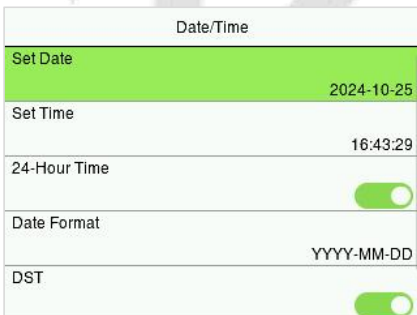 Date/Time
Set Date
2024-10-25
Set Time
16:43:29
24-Hour Time
Date Format
YYYY-MM-DD
DST